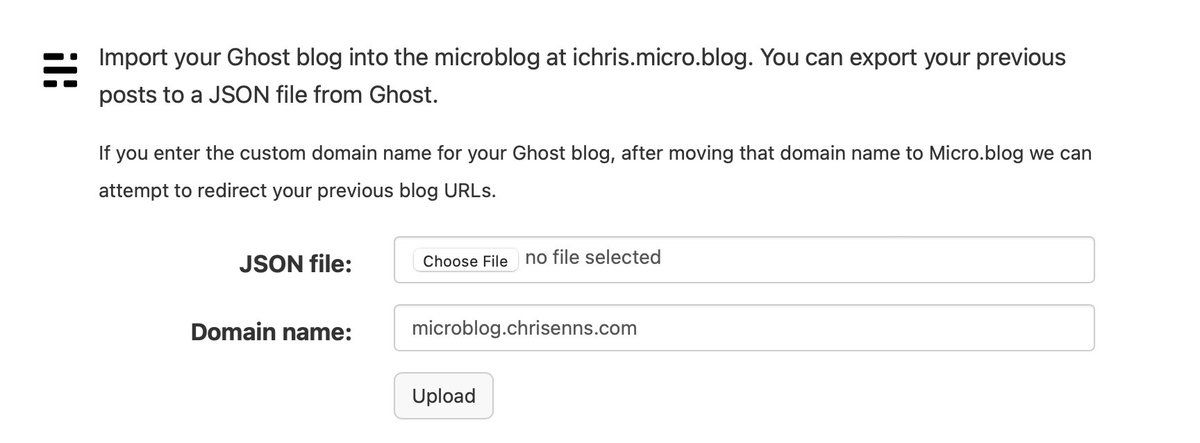 Import your Ghost blog into the microblog at ichris.micro.blog. You can export your previous
posts to a JSON file from Ghost.
If you enter the custom domain name for your Ghost blog, after moving that domain name to Micro.blog we can
attempt to redirect your previous blog URLs.
JSON file: Choose File no file selected
Domain name: microblog.chrisenns.com
Upload